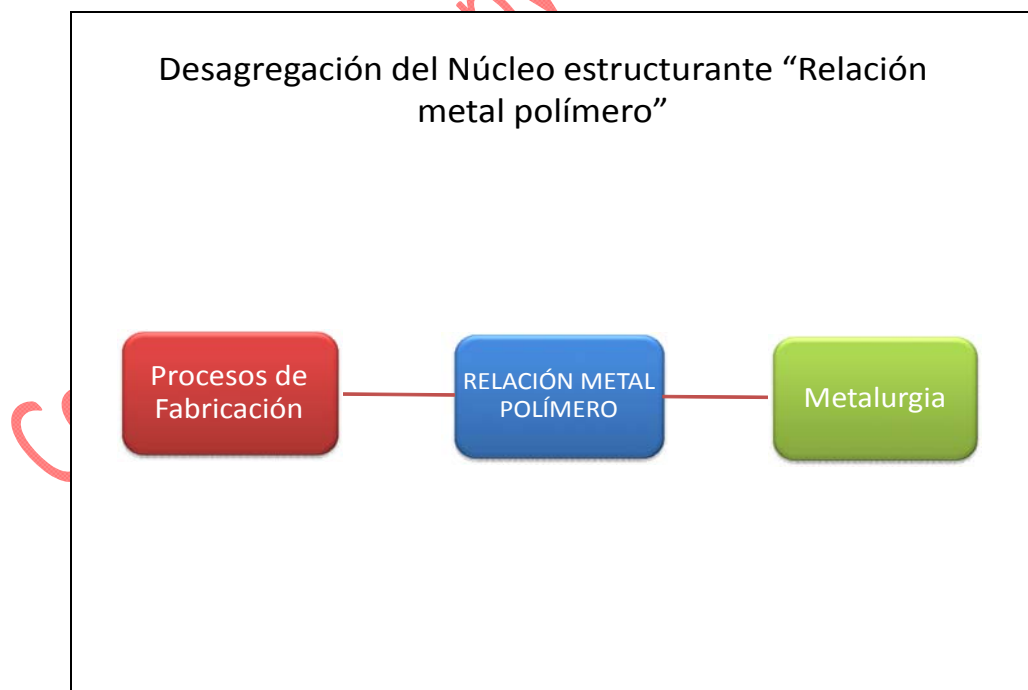 Desagregación del Núcleo estructurante “Relación
metal polímero”
Procesos de
Fabricación
RELACIÓN METAL
POLÍMERO
Metalurgia